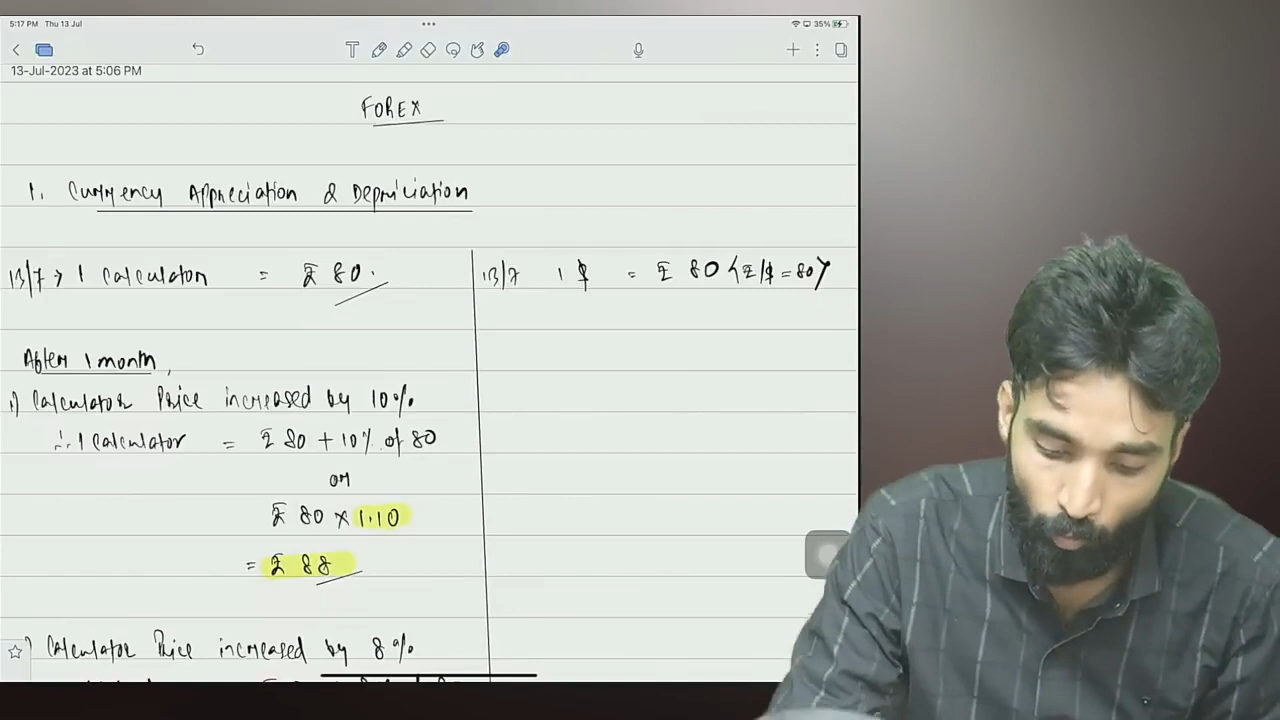 5:17 PM Thu 13 Jul
35%
13-Jul-2023 at 5:06 PM
FOREX
1. Currency Appreciation & Depriciation
13/7 → 1 Calculator = ₹ 80.
13/7 1 $ = ₹ 80 {₹/$ = 80}
After 1 month,
1) Calculator Price increased by 10%.
∴ 1 Calculator = ₹ 80 + 10% of 80
or
₹ 80 × 1.10
= ₹ 88
) Calculator Price increased by 8%